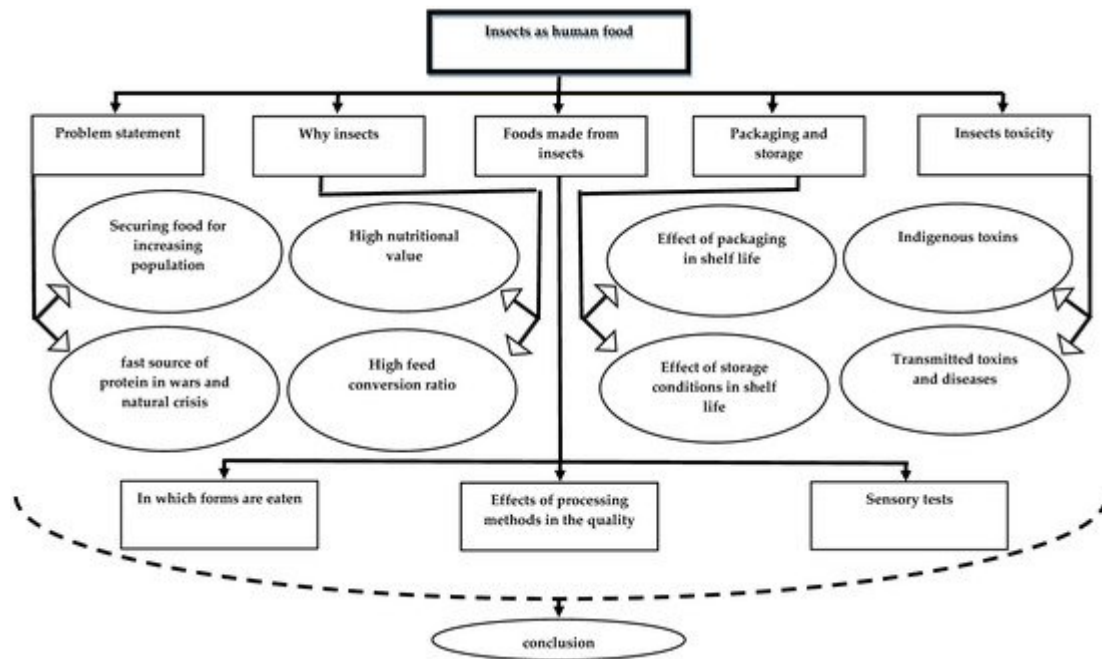 Insects as human food
Problem statement
Why insects
Foods made from
insects
Packaging and
storage
Insects toxicity
Securing food for
increasing
population
High nutritional
value
Effect of packaging
in shelf life
Indigenous toxins
fast source of
protein in wars and
natural crisis
High feed
conversion ratio
Effect of storage
conditions in shelf
life
Transmitted toxins
and diseases
In which forms are eaten
Effects of processing
methods in the quality
Sensory tests
conclusion